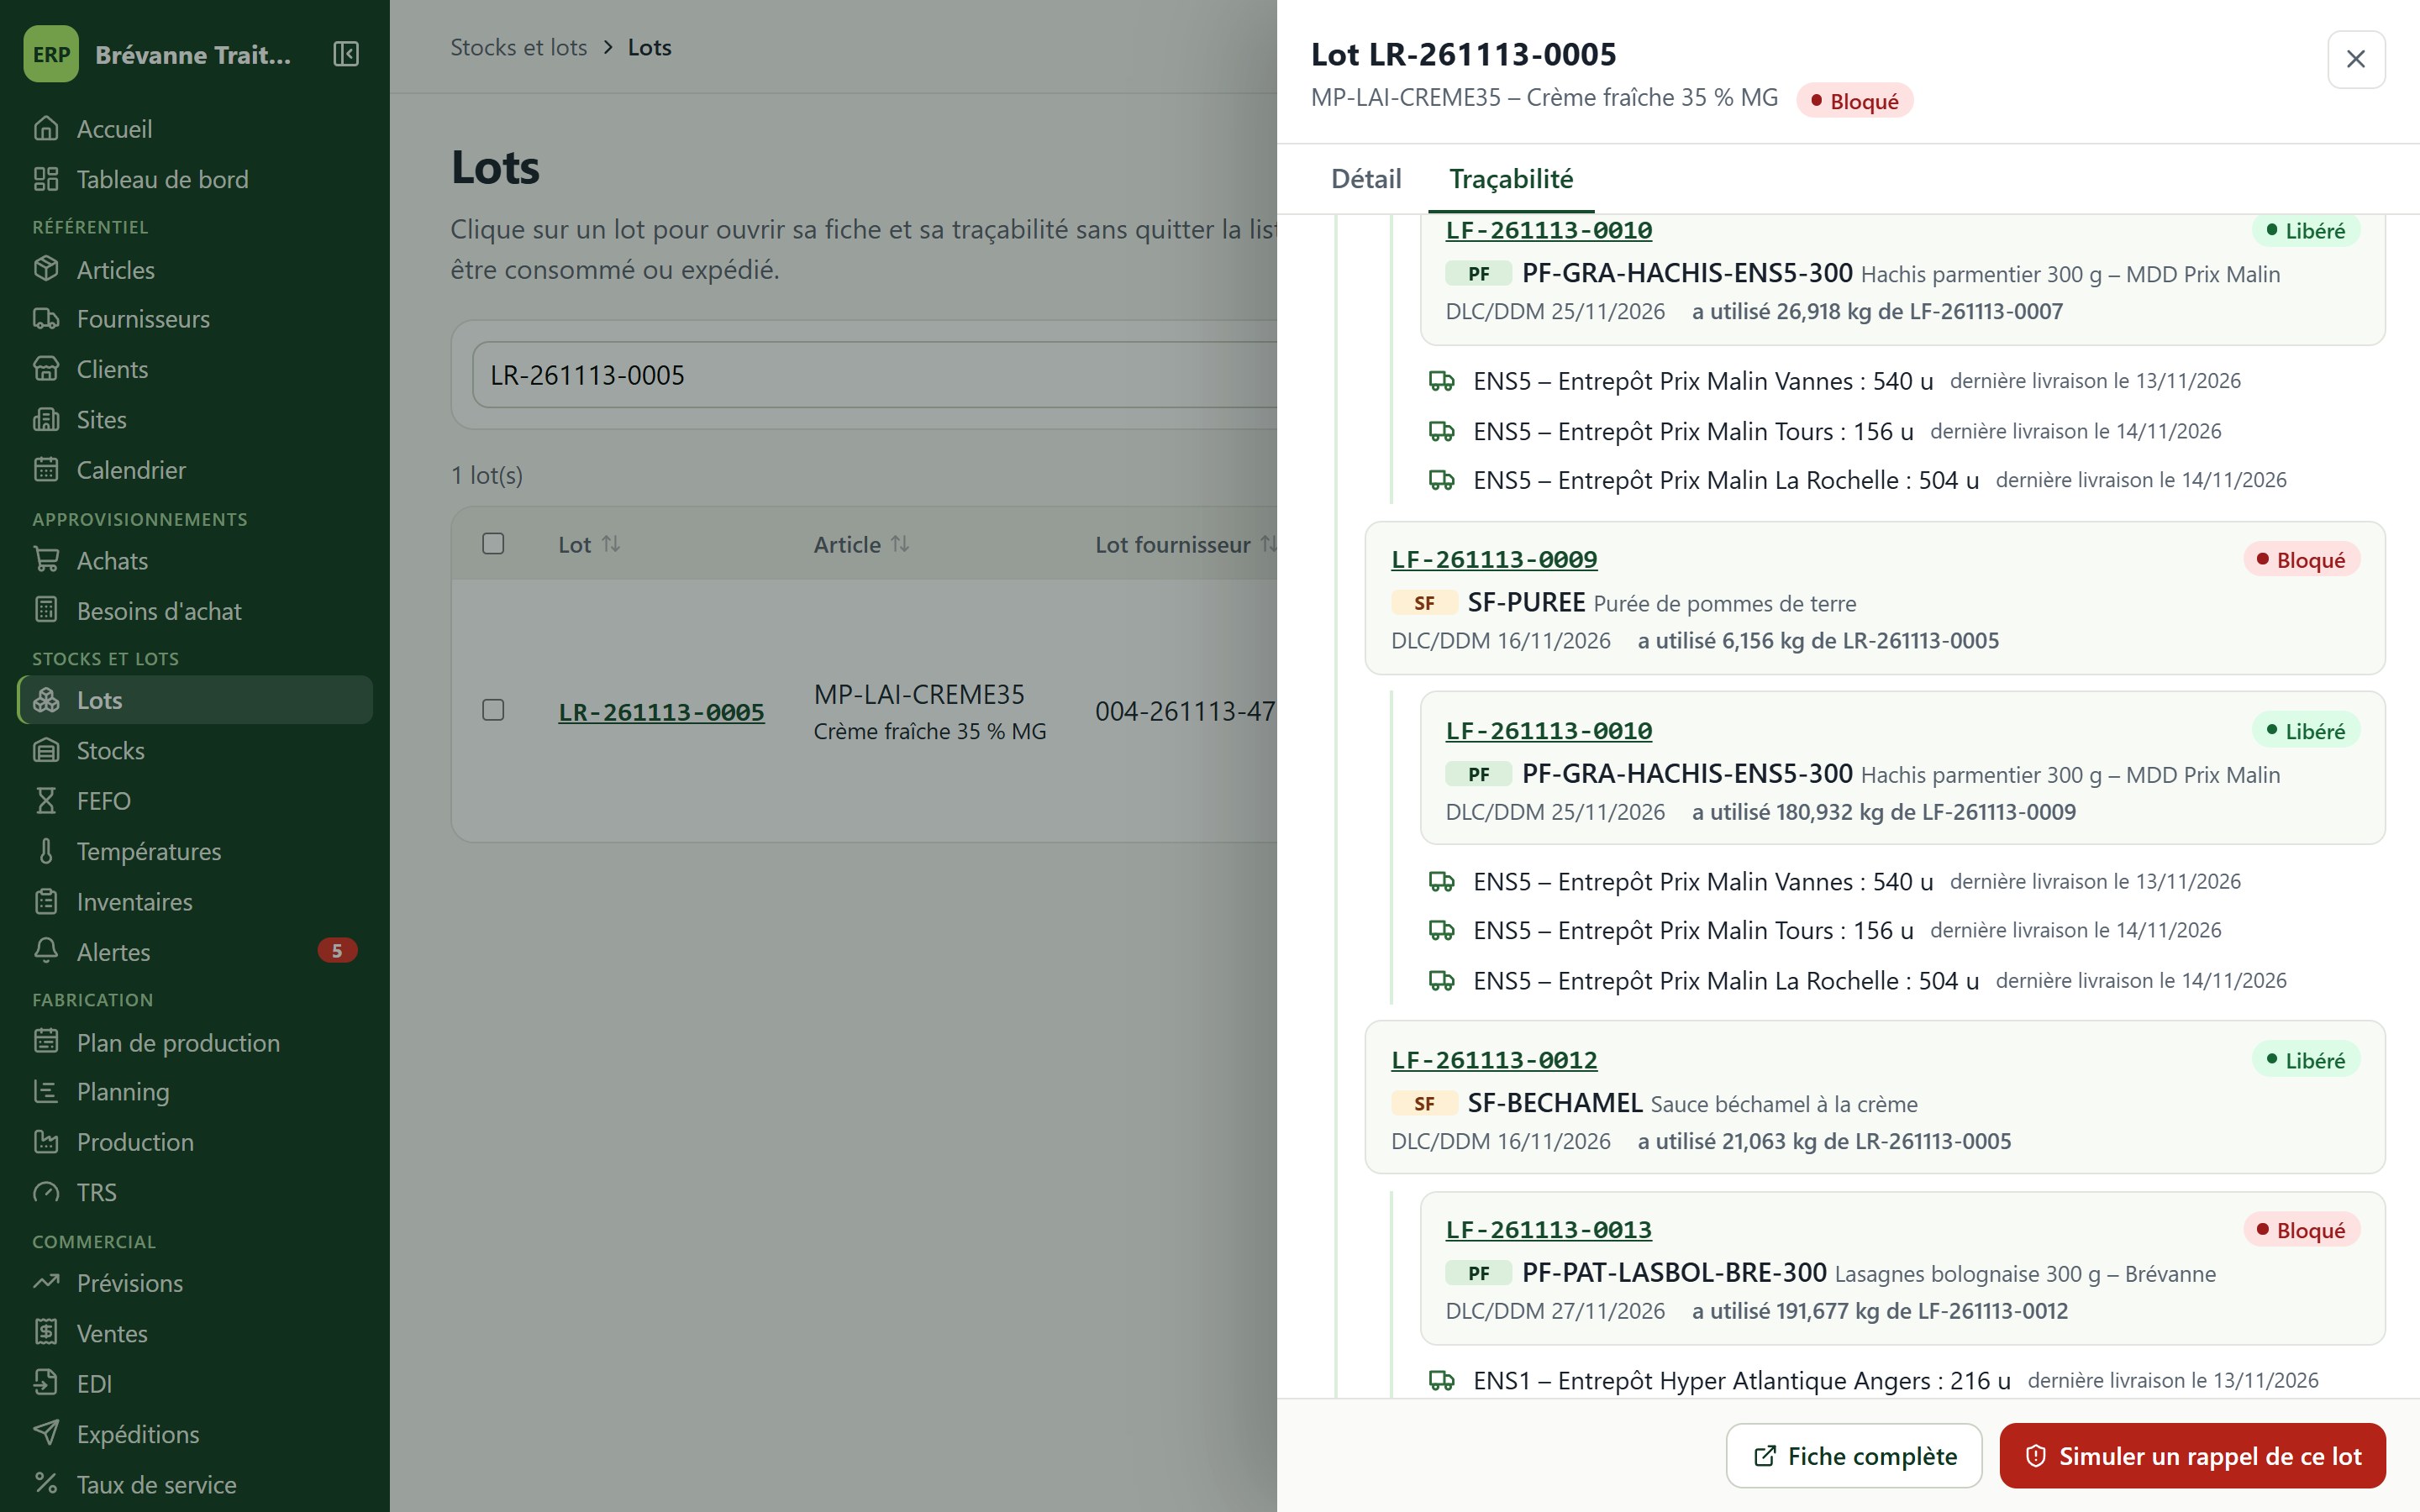 ERP Brévanne Trait...
Accueil
Tableau de bord
RÉFÉRENTIEL
Articles
Fournisseurs
Clients
Sites
Calendrier
APPROVISIONNEMENTS
Achats
Besoins d'achat
STOCKS ET LOTS
Lots
Stocks
FEFO
Températures
Inventaires
Alertes 5
FABRICATION
Plan de production
Planning
Production
TRS
COMMERCIAL
Prévisions
Ventes
EDI
Expéditions
Taux de service
Stocks et lots > Lots
Lots
Clique sur un lot pour ouvrir sa fiche et sa traçabilité sans quitter la
être consommé ou expédié.
LR-261113-0005
1 lot(s)
Lot Article Lot fournisseur
LR-261113-0005 MP-LAI-CREME35 004-261113-47
Crème fraîche 35 % MG
Lot LR-261113-0005
MP-LAI-CREME35 – Crème fraîche 35 % MG Bloqué
Détail Traçabilité
LF-261113-0010 Libéré
PF PF-GRA-HACHIS-ENS5-300 Hachis parmentier 300 g – MDD Prix Malin
DLC/DDM 25/11/2026 a utilisé 26,918 kg de LF-261113-0007
ENS5 – Entrepôt Prix Malin Vannes : 540 u dernière livraison le 13/11/2026
ENS5 – Entrepôt Prix Malin Tours : 156 u dernière livraison le 14/11/2026
ENS5 – Entrepôt Prix Malin La Rochelle : 504 u dernière livraison le 14/11/2026
LF-261113-0009 Bloqué
SF SF-PUREE Purée de pommes de terre
DLC/DDM 16/11/2026 a utilisé 6,156 kg de LR-261113-0005
LF-261113-0010 Libéré
PF PF-GRA-HACHIS-ENS5-300 Hachis parmentier 300 g – MDD Prix Malin
DLC/DDM 25/11/2026 a utilisé 180,932 kg de LF-261113-0009
ENS5 – Entrepôt Prix Malin Vannes : 540 u dernière livraison le 13/11/2026
ENS5 – Entrepôt Prix Malin Tours : 156 u dernière livraison le 14/11/2026
ENS5 – Entrepôt Prix Malin La Rochelle : 504 u dernière livraison le 14/11/2026
LF-261113-0012 Libéré
SF SF-BECHAMEL Sauce béchamel à la crème
DLC/DDM 16/11/2026 a utilisé 21,063 kg de LR-261113-0005
LF-261113-0013 Bloqué
PF PF-PAT-LASBOL-BRE-300 Lasagnes bolognaise 300 g – Brévanne
DLC/DDM 27/11/2026 a utilisé 191,677 kg de LF-261113-0012
ENS1 – Entrepôt Hyper Atlantique Angers : 216 u dernière livraison le 13/11/2026
Fiche complète
Simuler un rappel de ce lot